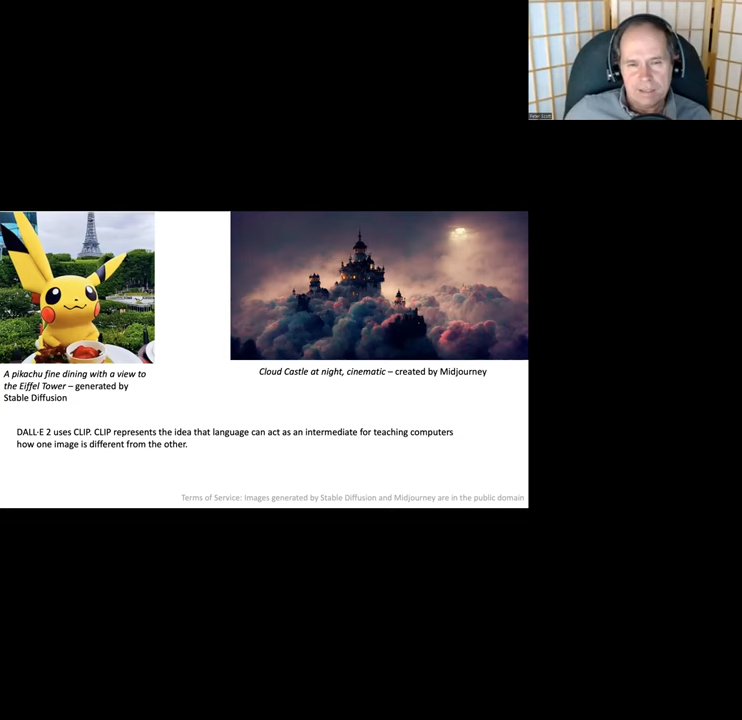 Peter Scott
A pikachu fine dining with a view to
the Eiffel Tower – generated by
Stable Diffusion
Cloud Castle at night, cinematic – created by Midjourney
DALL·E 2 uses CLIP. CLIP represents the idea that language can act as an intermediate for teaching computers
how one image is different from the other.
Terms of Service: Images generated by Stable Diffusion and Midjourney are in the public domain